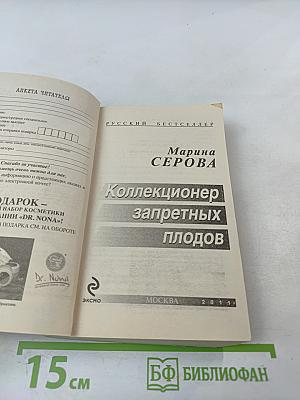 АНКЕТА ЧИТАТЕЛЯ
Спасибо за участие!
ПОДАРОК –
НАБОР КОСМЕТИКИ
«DR. NONA»!
ПОДАРКА СМ. НА ОБОРОТЕ
Dr. Nona
РУССКИЙ БЕСТСЕЛЛЕР
Марина
СЕРОВА
Коллекционер
запретных
плодов
ЭКСМО
МОСКВА
2011
15 см
БФ БИБЛИОФАН